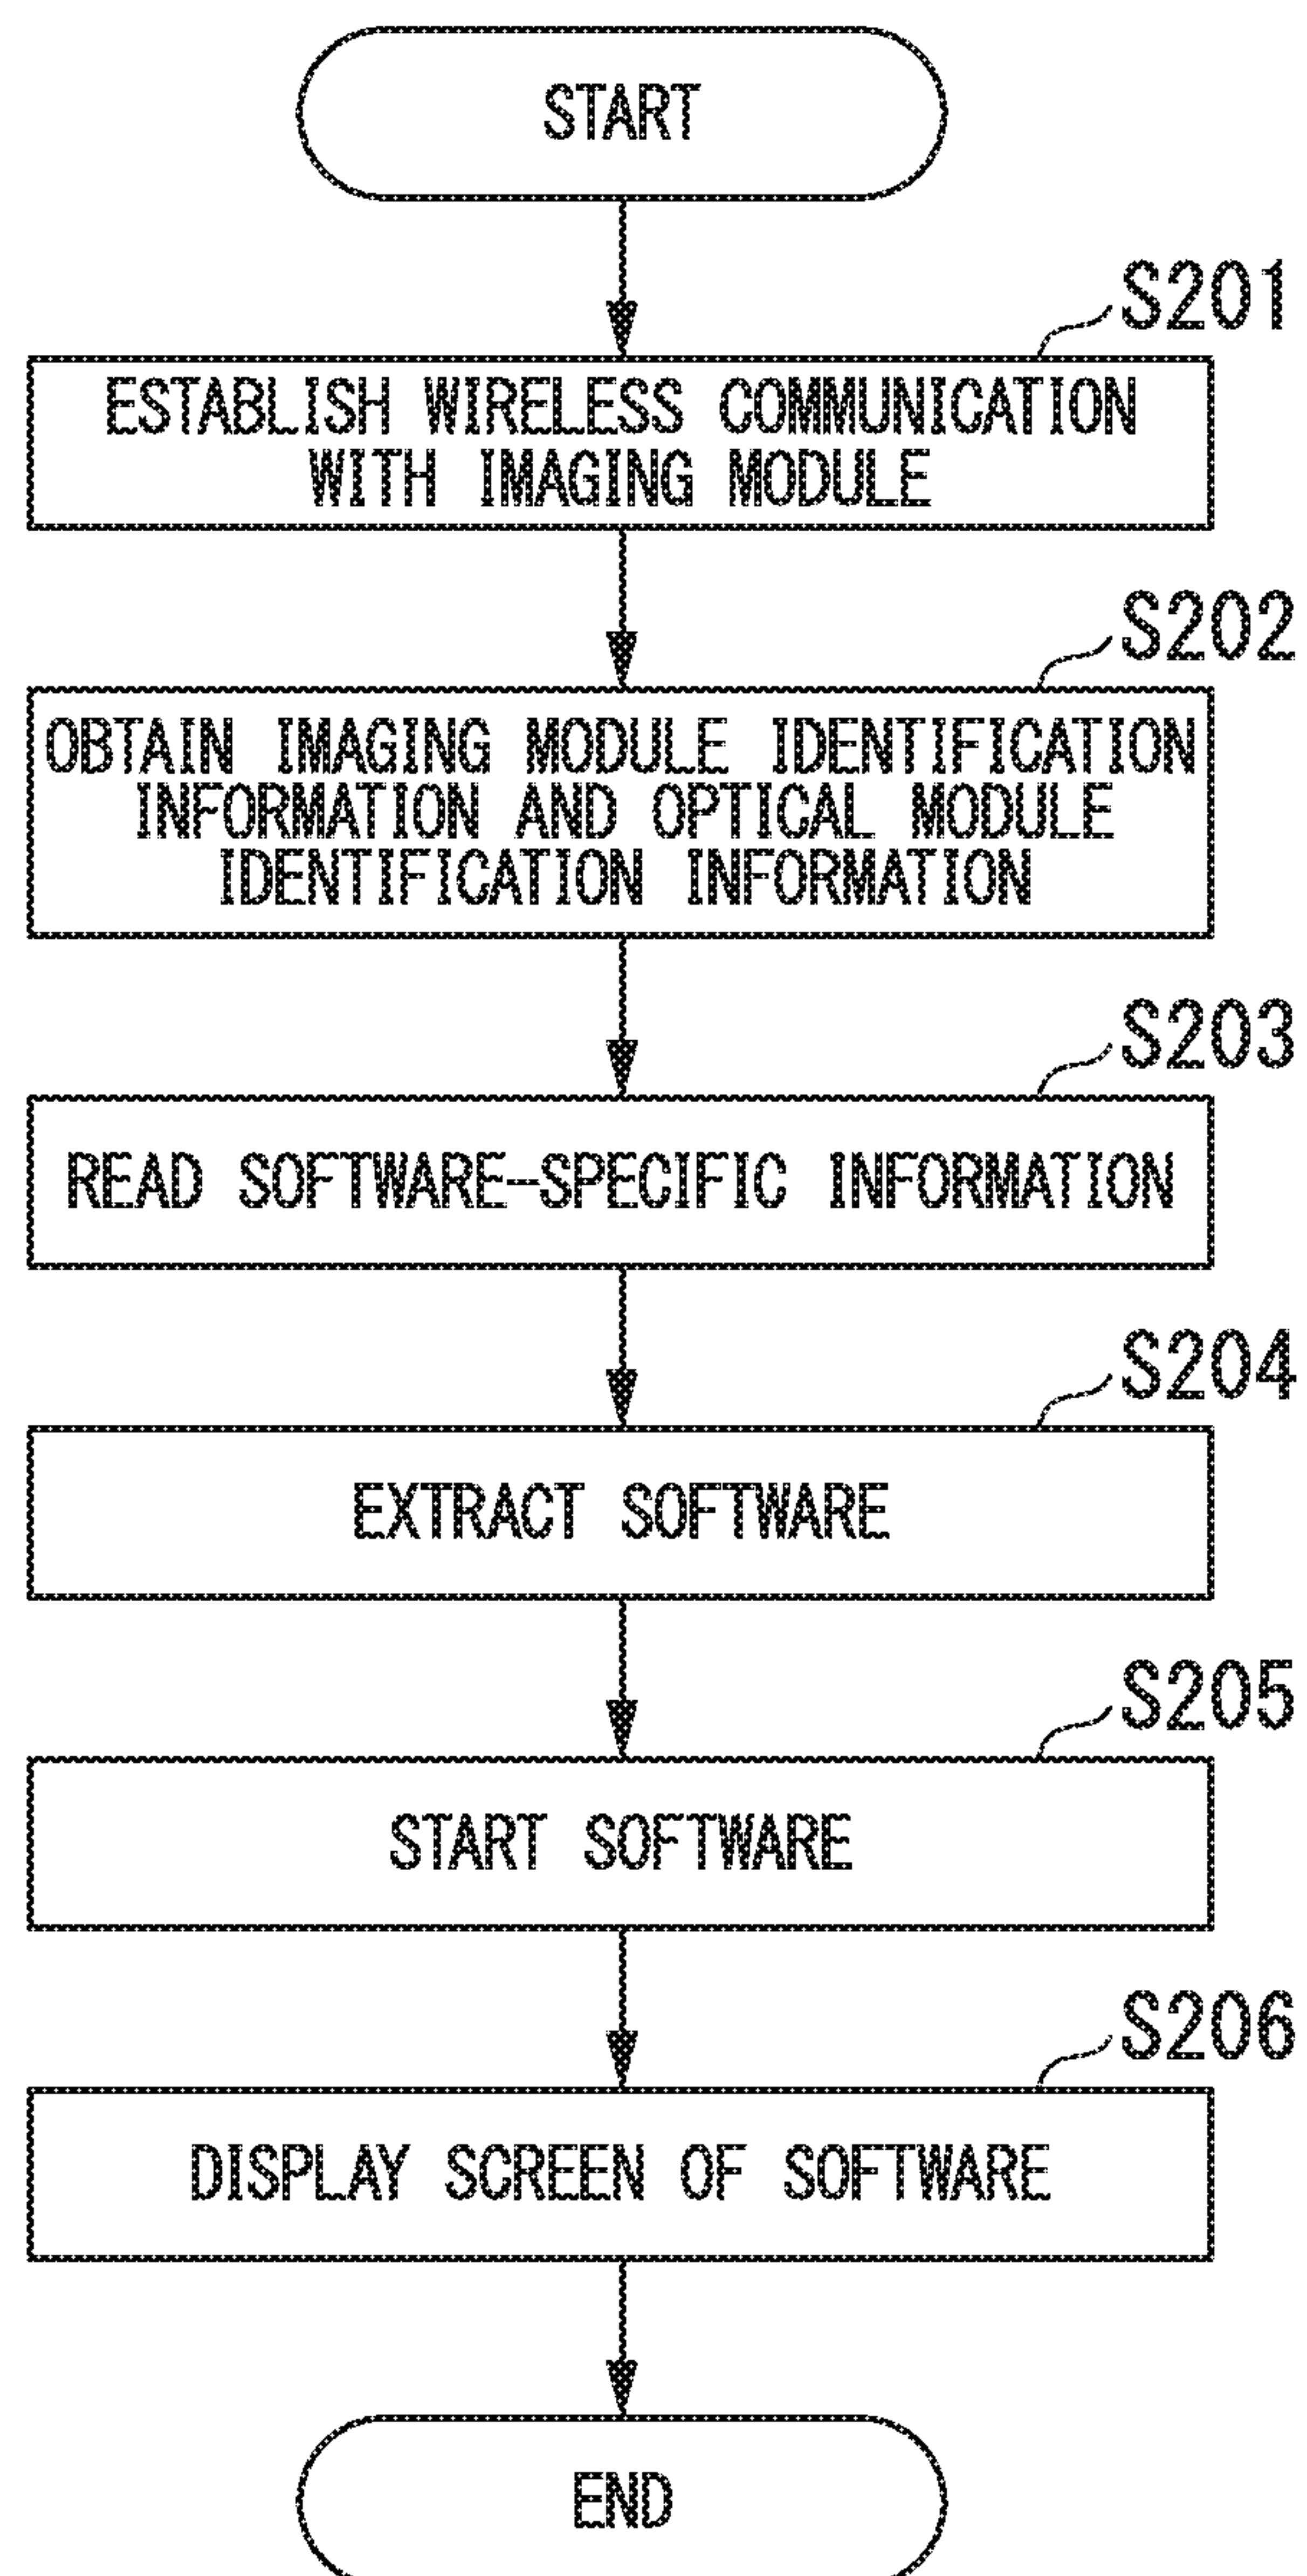 START
S201
ESTABLISH WIRELESS COMMUNICATION
WITH IMAGING MODULE
S202
OBTAIN IMAGING MODULE IDENTIFICATION
INFORMATION AND OPTICAL MODULE
IDENTIFICATION INFORMATION
S203
READ SOFTWARE-SPECIFIC INFORMATION
S204
EXTRACT SOFTWARE
S205
START SOFTWARE
S206
DISPLAY SCREEN OF SOFTWARE
END